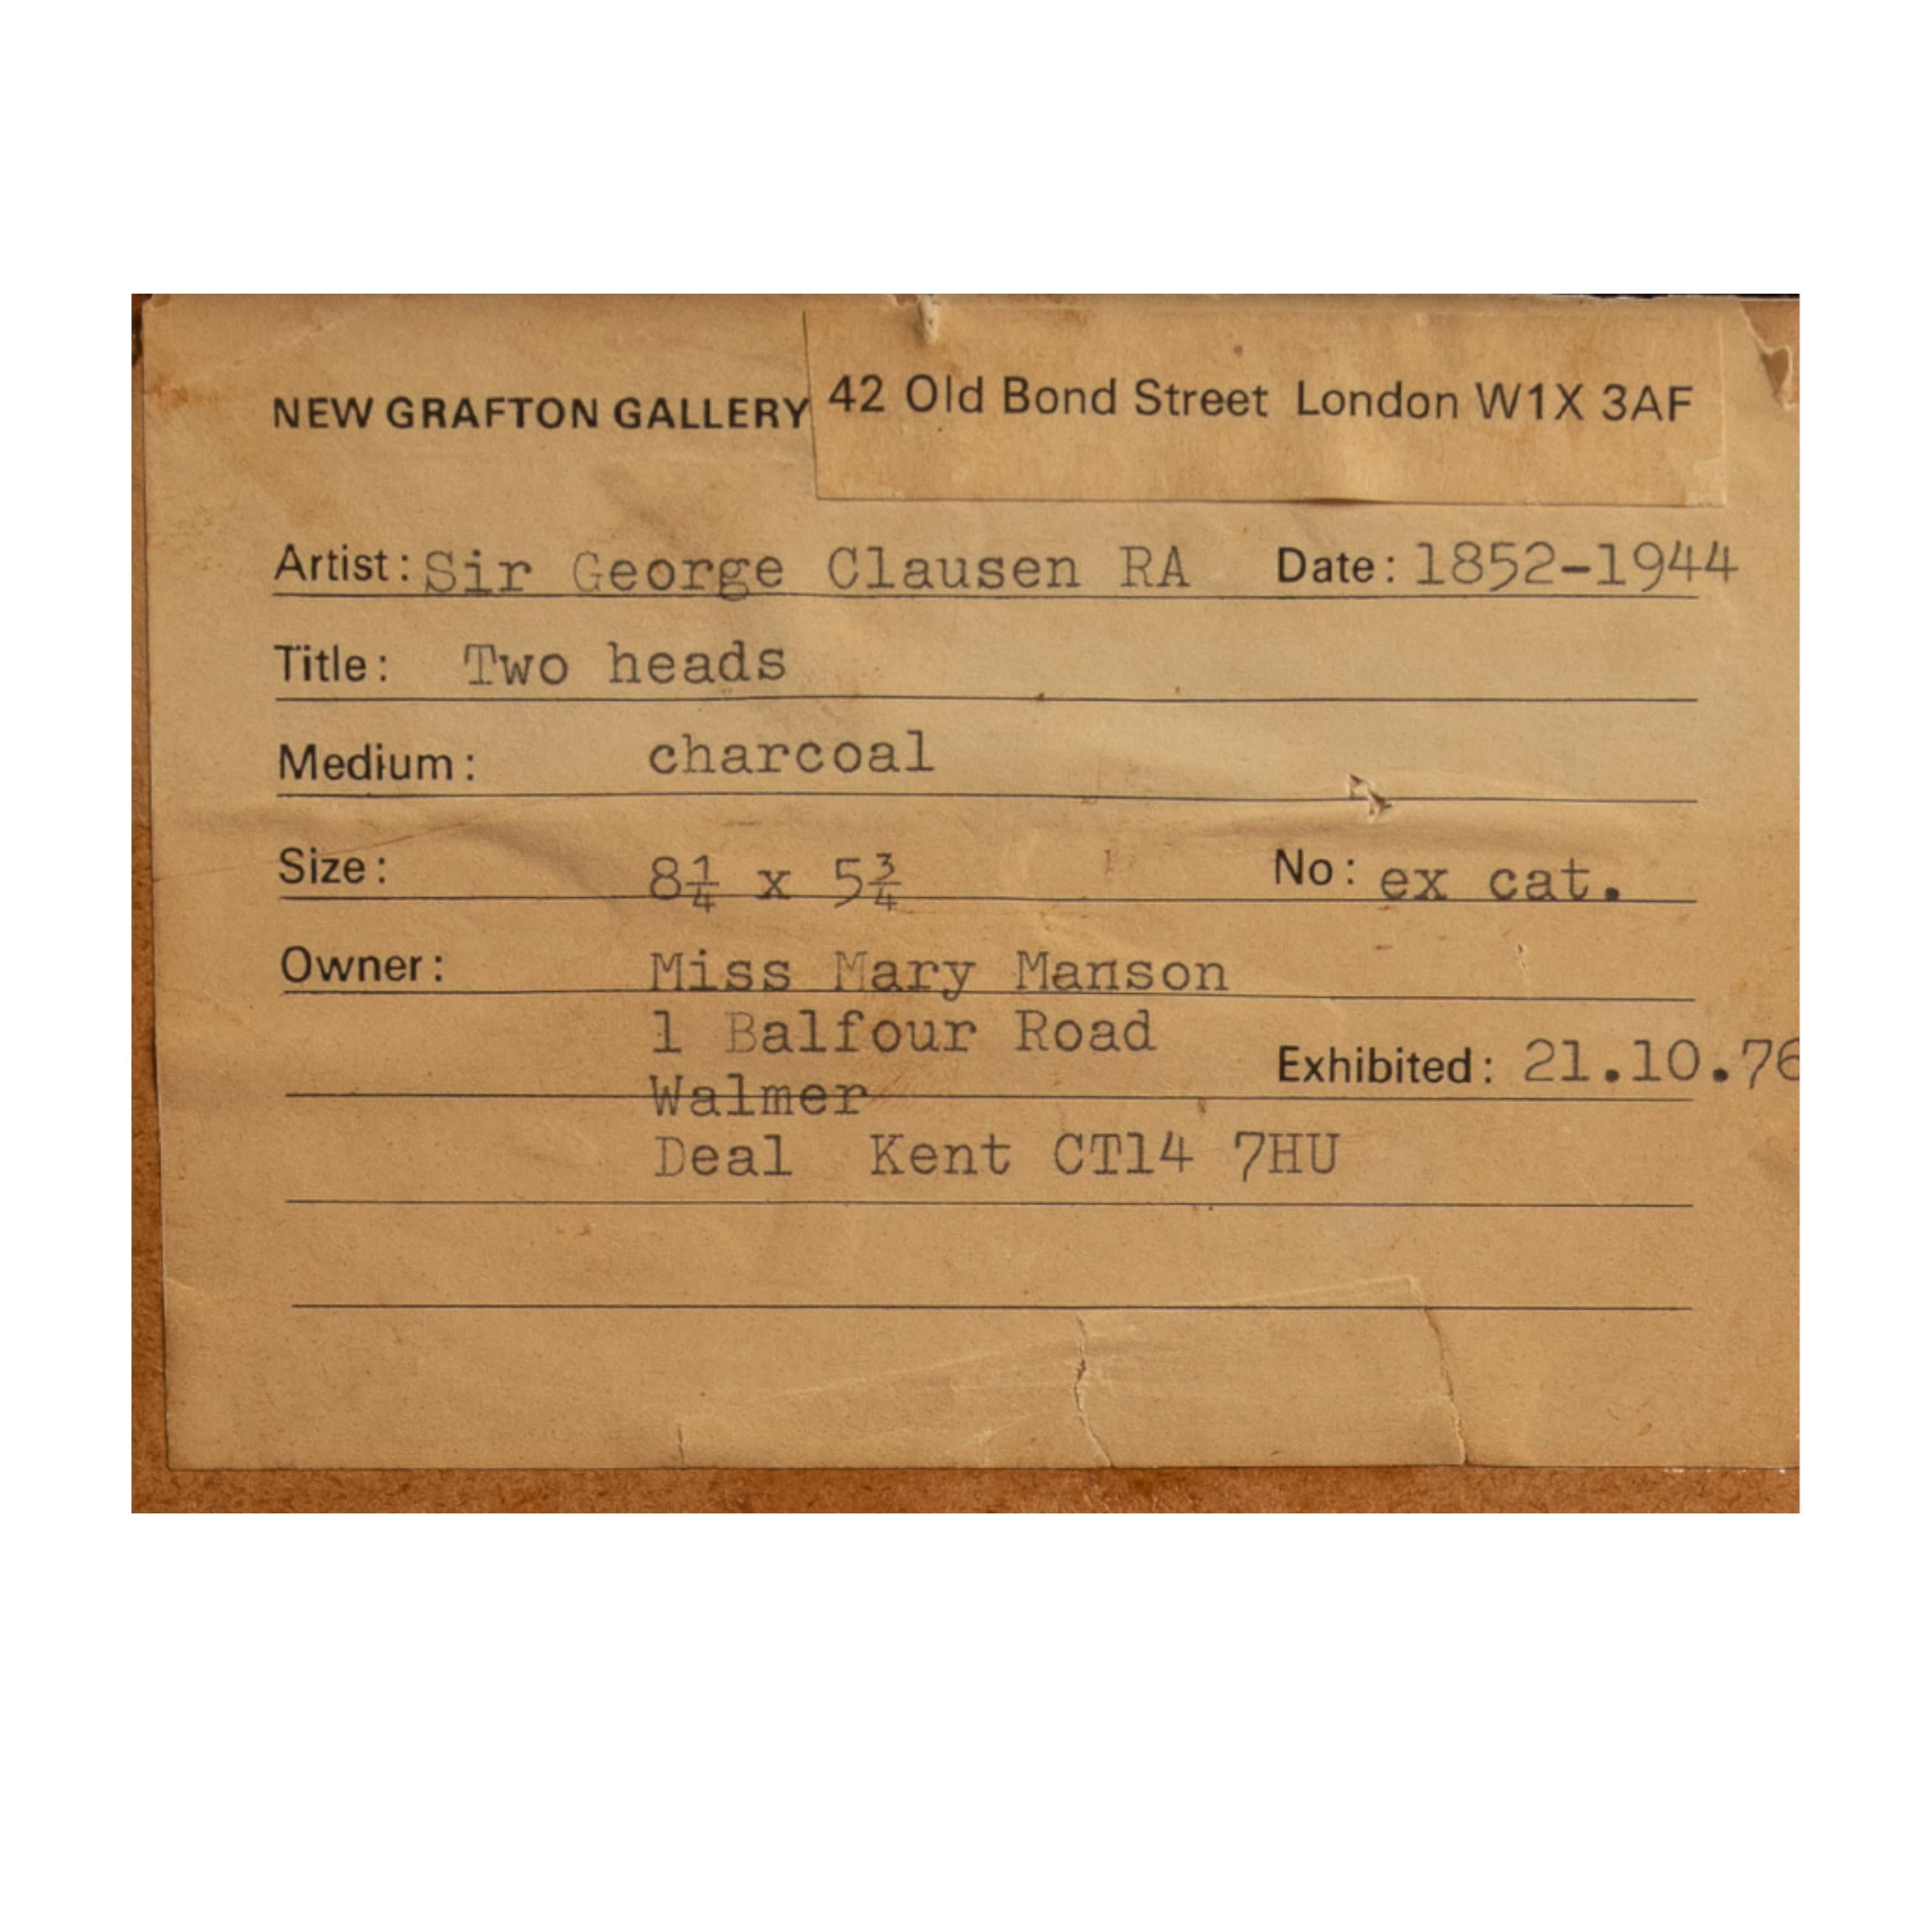 NEW GRAFTON GALLERY 42 Old Bond Street London W1X 3AF
Artist: Sir George Clausen RA Date: 1852-1944
Title: Two heads
Medium: charcoal
Size: 8¼ x 5¾ No: ex cat.
Owner: Miss Mary Manson
1 Balfour Road
Exhibited: 21.10.76
Walmer
Deal Kent CT14 7HU